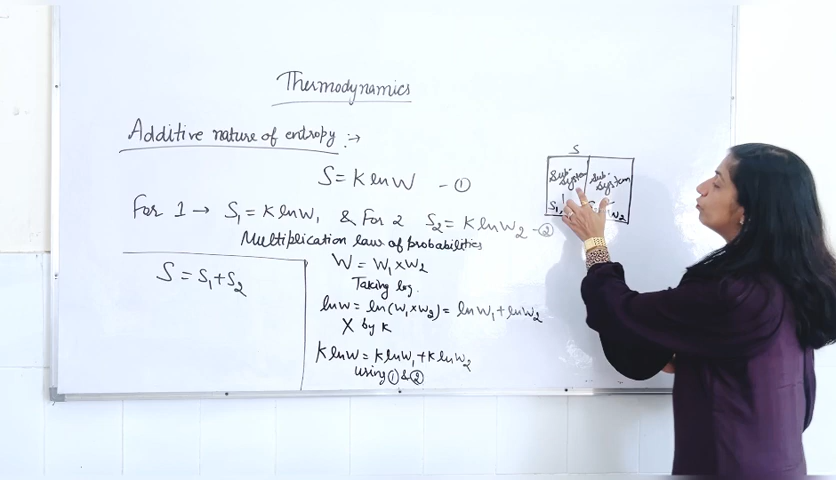 Thermodynamics
Additive nature of entropy :→
S = K ln W - ①
For 1 → S₁ = K ln W₁ & For 2 S₂ = K ln W₂ - ②
Multiplication law of probabilities
W = W₁ × W₂
Taking log.
ln W = ln(W₁ × W₂) = ln W₁ + ln W₂
X by K
K ln W = K ln W₁ + K ln W₂
using ① & ②
S = S₁ + S₂
S
Sub-
System
S₁,
Sub-
System
W₂